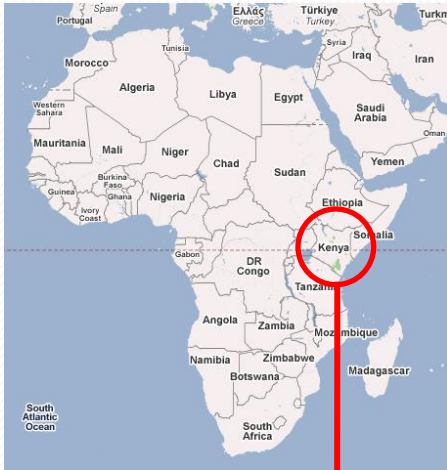 Spain
Portugal
Ελλάς
Greece
Türkiye
Turkey
Turkm
Tunisia
Syria
Iraq
Iran
Morocco
Algeria
Libya
Egypt
Western
Sahara
Saudi
Arabia
Oman
Mauritania
Mali
Niger
Chad
Sudan
Yemen
Burkina
Faso
Guinea
Ivory
Coast
Ghana
Nigeria
Ethiopia
Somalia
Kenya
Gabon
DR
Congo
Tanzani
Angola
Zambia
Mozambique
Namibia
Zimbabwe
Botswana
Madagascar
South
Atlantic
Ocean
South
Africa